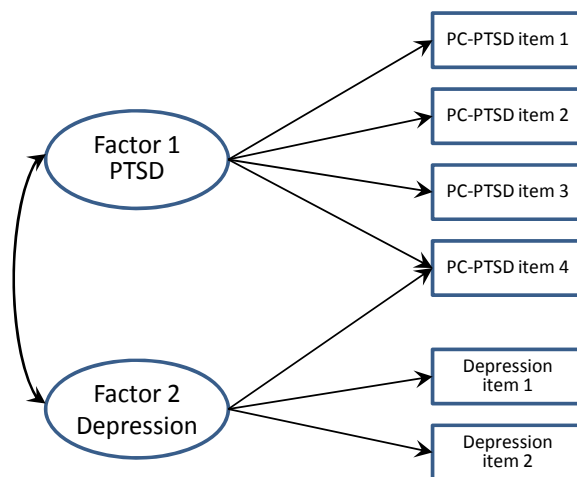 PC-PTSD item 1
PC-PTSD item 2
Factor 1
PTSD
PC-PTSD item 3
PC-PTSD item 4
Factor 2
Depression
Depression
item 1
Depression
item 2